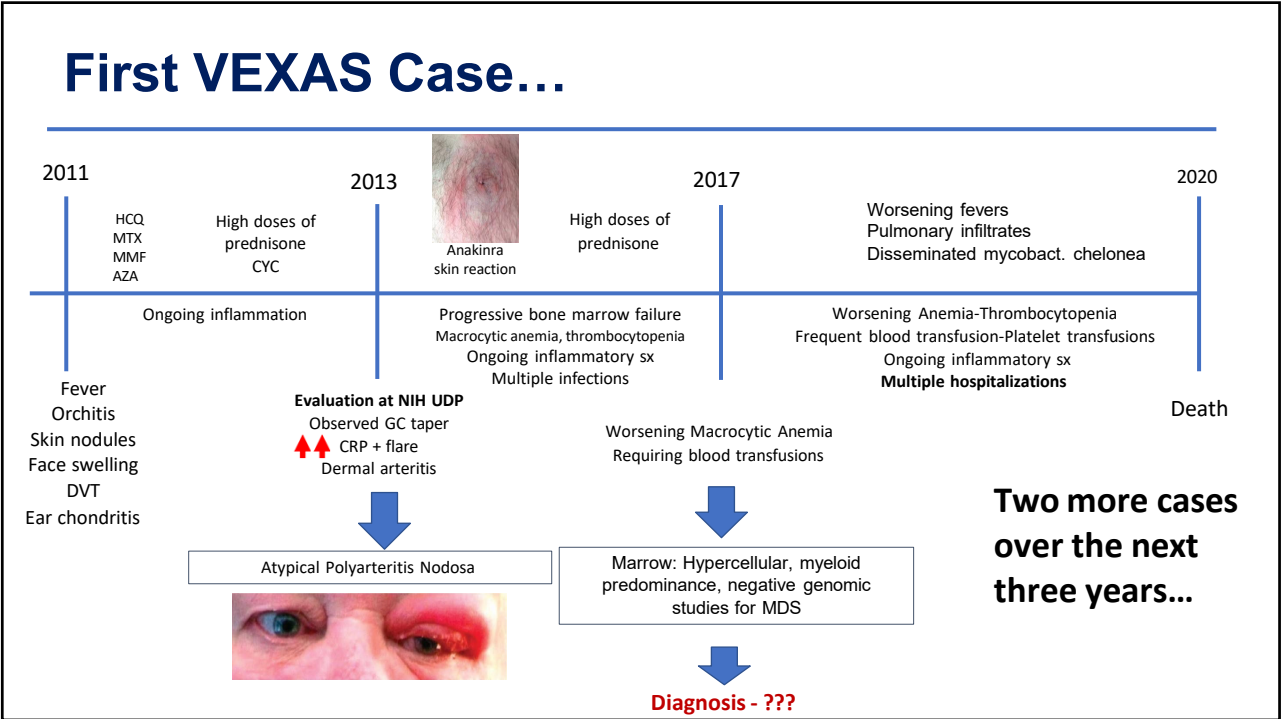 First VEXAS Case…
2011
HCQ
MTX
MMF
AZA
High doses of
prednisone
CYC
2013
Anakinra
skin reaction
High doses of
prednisone
2017
Worsening fevers
Pulmonary infiltrates
Disseminated mycobact. chelonea
2020
Ongoing inflammation
Progressive bone marrow failure
Macrocytic anemia, thrombocytopenia
Ongoing inflammatory sx
Multiple infections
Worsening Anemia-Thrombocytopenia
Frequent blood transfusion-Platelet transfusions
Ongoing inflammatory sx
Multiple hospitalizations
Fever
Orchitis
Skin nodules
Face swelling
DVT
Ear chondritis
Evaluation at NIH UDP
Observed GC taper
CRP + flare
Dermal arteritis
Worsening Macrocytic Anemia
Requiring blood transfusions
Death
Atypical Polyarteritis Nodosa
Marrow: Hypercellular, myeloid
predominance, negative genomic
studies for MDS
Two more cases
over the next
three years…
Diagnosis - ???